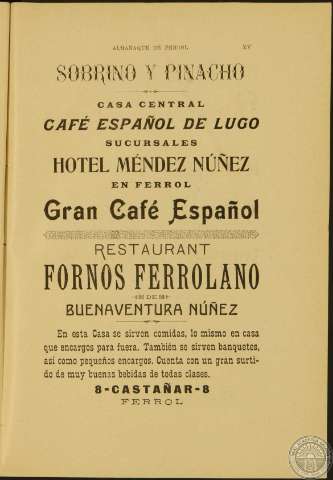 ALMANAQUE DE FERROL XV
SOBRINO Y PINACHO
CASA CENTRAL
CAFÉ ESPAÑOL DE LUGO
SUCURSALES
HOTEL MÉNDEZ NÚÑEZ
EN FERROL
Gran Café Español
RESTAURANT
FORNOS FERROLANO
DE
BUENAVENTURA NÚÑEZ
En esta Casa se sirven comidas, lo mismo en casa
que encargos para fuera. También se sirven banquetes,
así como pequeños encargos. Cuenta con un gran surti-
do de muy buenas bebidas de todas clases.
8-CASTAÑAR-8
FERROL